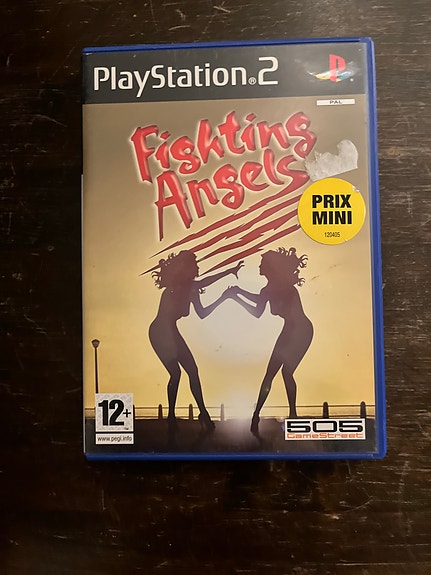 PlayStation®2
PAL
Fighting
Angels
PRIX
MINI
120405
12+
www.pegi.info
505
GameStreet